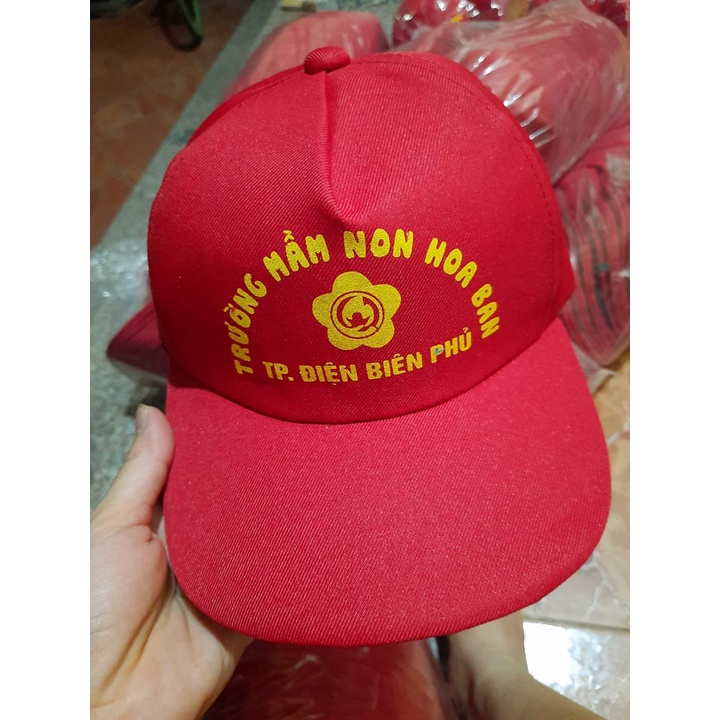 TRƯỜNG MẦM NON HOA BAN
TP. ĐIỆN BIÊN PHỦ